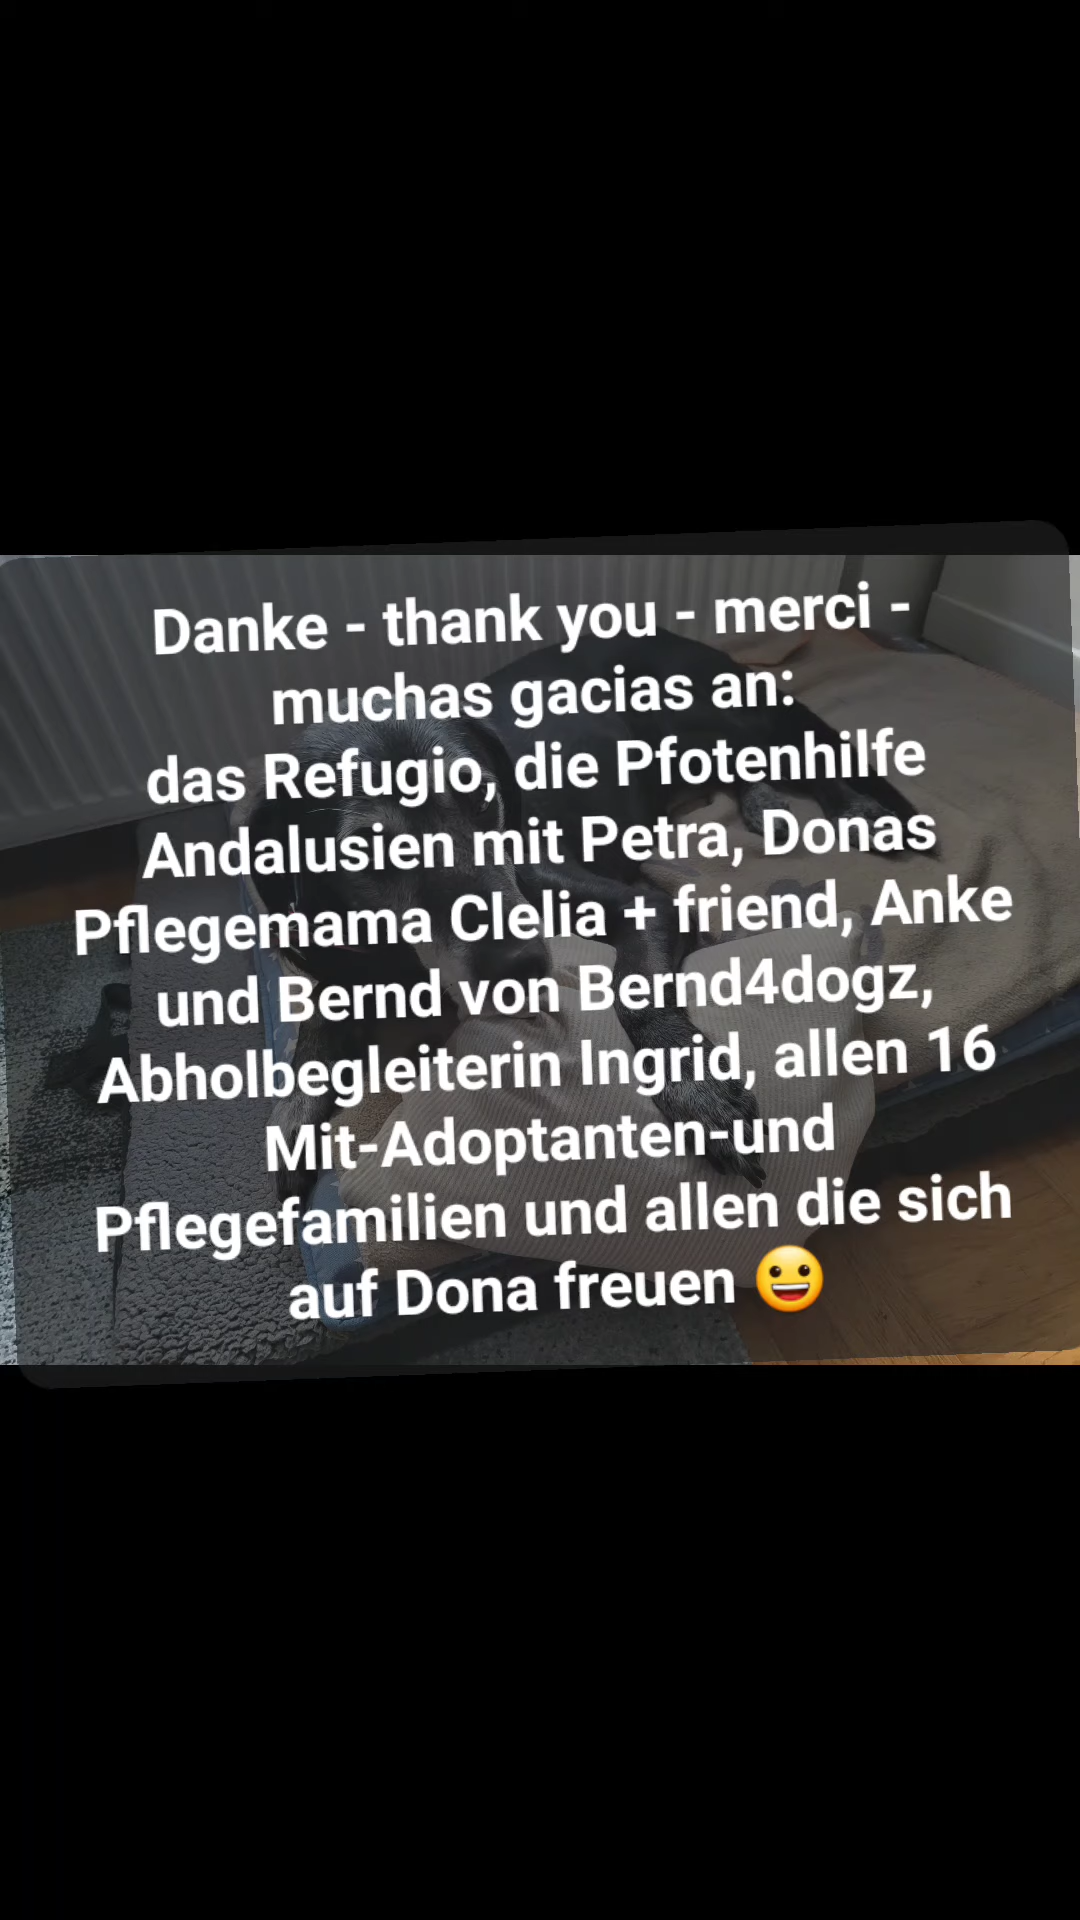 Danke - thank you - merci -
muchas gacias an:
das Refugio, die Pfotenhilfe
Andalusien mit Petra, Donas
Pflegemama Clelia + friend, Anke
und Bernd von Bernd4dogz,
Abholbegleiterin Ingrid, allen 16
Mit-Adoptanten-und
Pflegefamilien und allen die sich
auf Dona freuen 😀